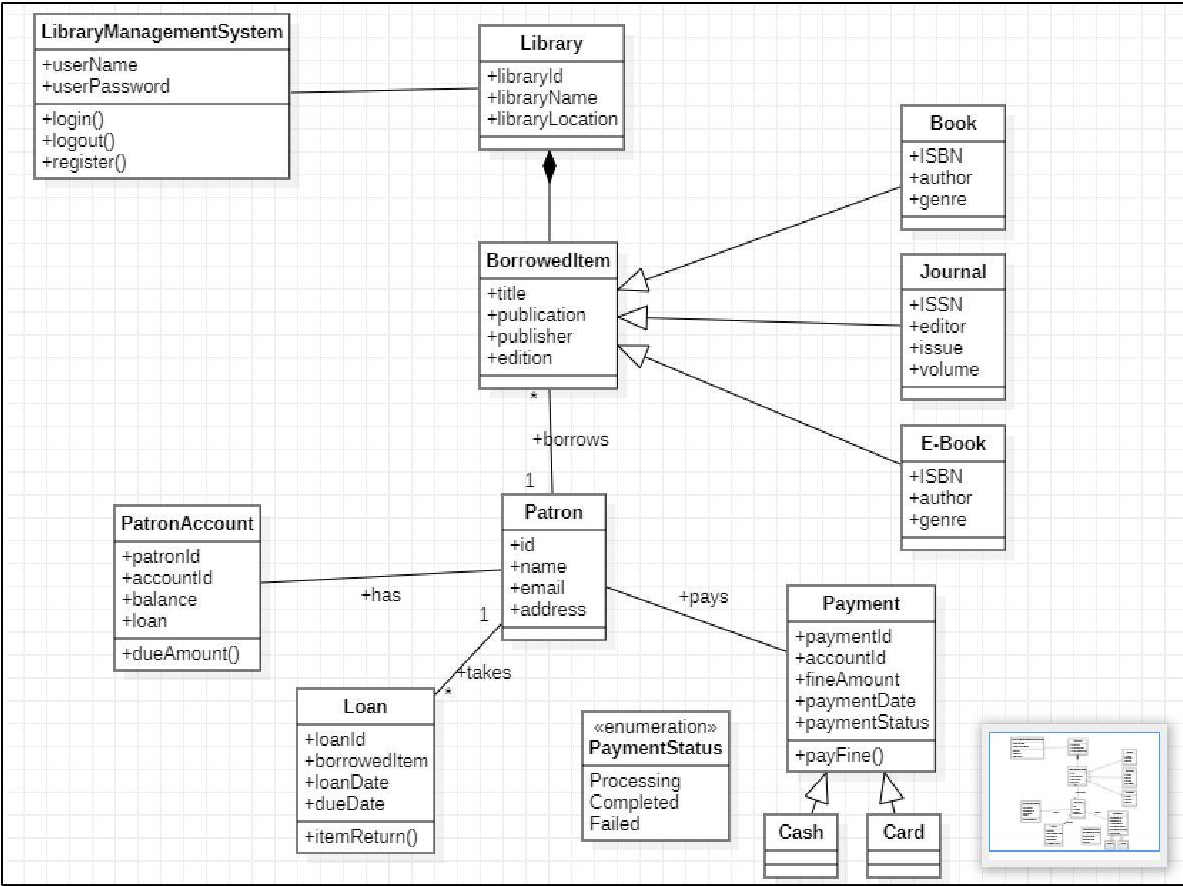 LibraryManagementSystem
+userName
+userPassword
+login()
+logout()
+register()
Library
+libraryId
+libraryName
+libraryLocation
Book
+ISBN
+author
+genre
BorrowedItem
+title
+publication
+publisher
+edition
Journal
+ISSN
+editor
+issue
+volume
E-Book
+ISBN
+author
+genre
*
+borrows
1
Patron
+id
+name
+email
+address
PatronAccount
+patronId
+accountId
+balance
+loan
+dueAmount()
+has
1
+takes
*
+pays
Loan
+loanId
+borrowedItem
+loanDate
+dueDate
+itemReturn()
«enumeration»
PaymentStatus
Processing
Completed
Failed
Payment
+paymentId
+accountId
+fineAmount
+paymentDate
+paymentStatus
+payFine()
Cash
Card